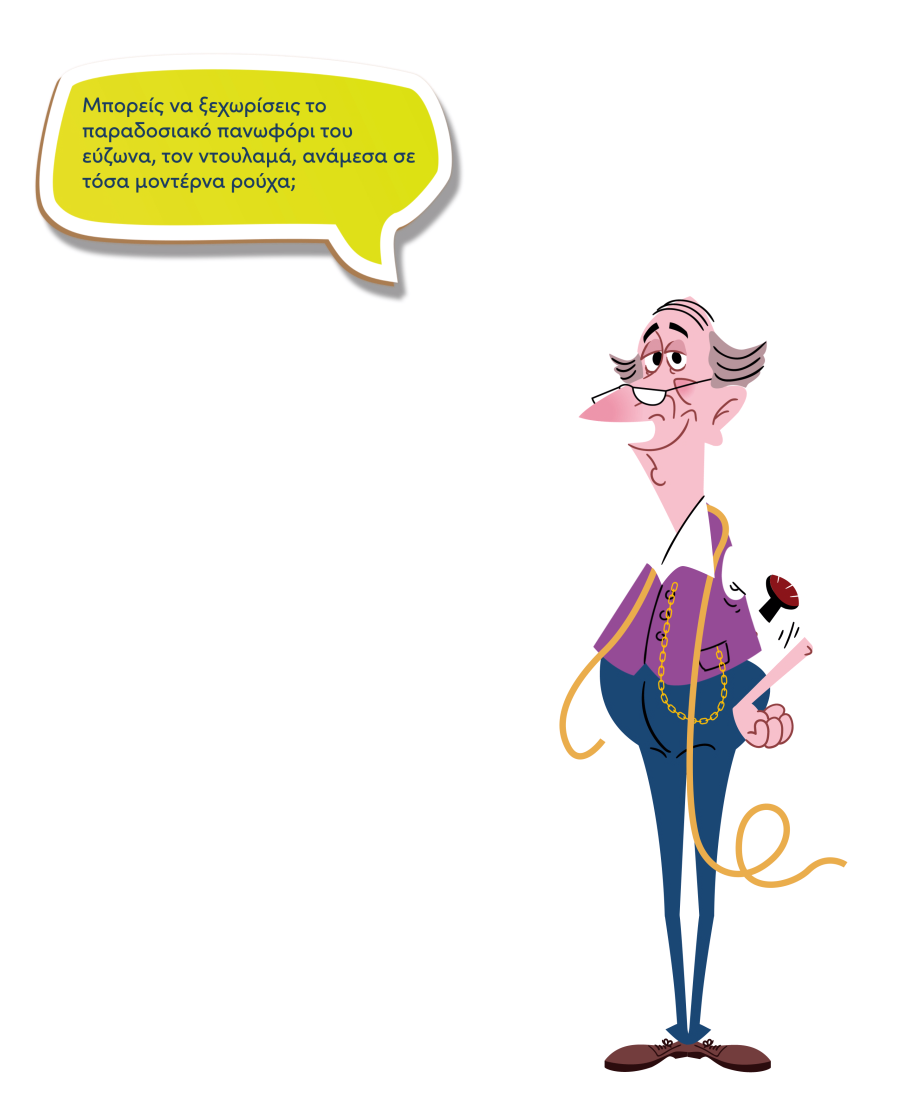 Μπορείς να ξεχωρίσεις το
παραδοσιακό πανωφόρι του
εύζωνα, τον ντουλαμά, ανάμεσα σε
τόσα μοντέρνα ρούχα;